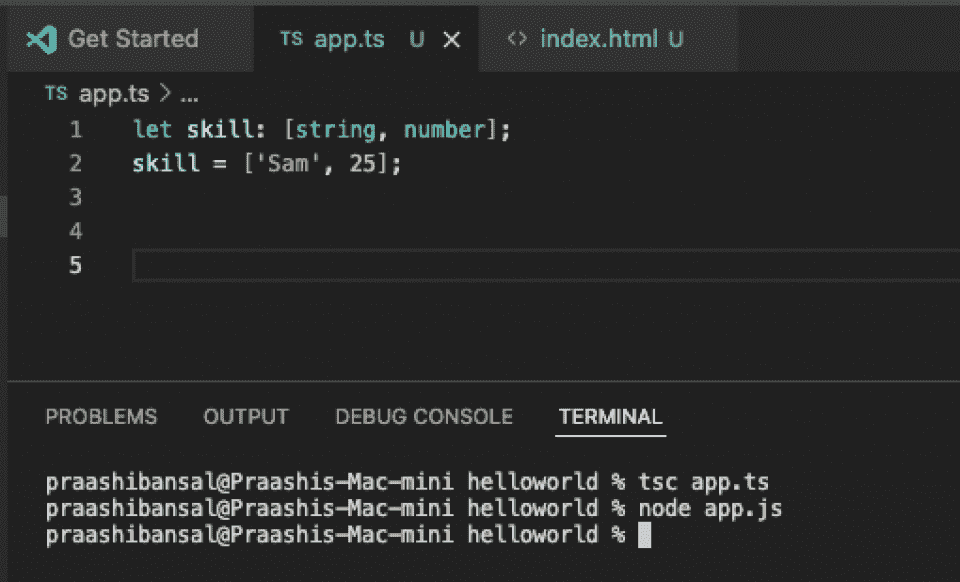 Get Started TS app.ts U × <> index.html U
TS app.ts > ...
1 let skill: [string, number];
2 skill = ['Sam', 25];
3
4
5
PROBLEMS OUTPUT DEBUG CONSOLE TERMINAL
praashibansal@Praashis-Mac-mini helloworld % tsc app.ts
praashibansal@Praashis-Mac-mini helloworld % node app.js
praashibansal@Praashis-Mac-mini helloworld %